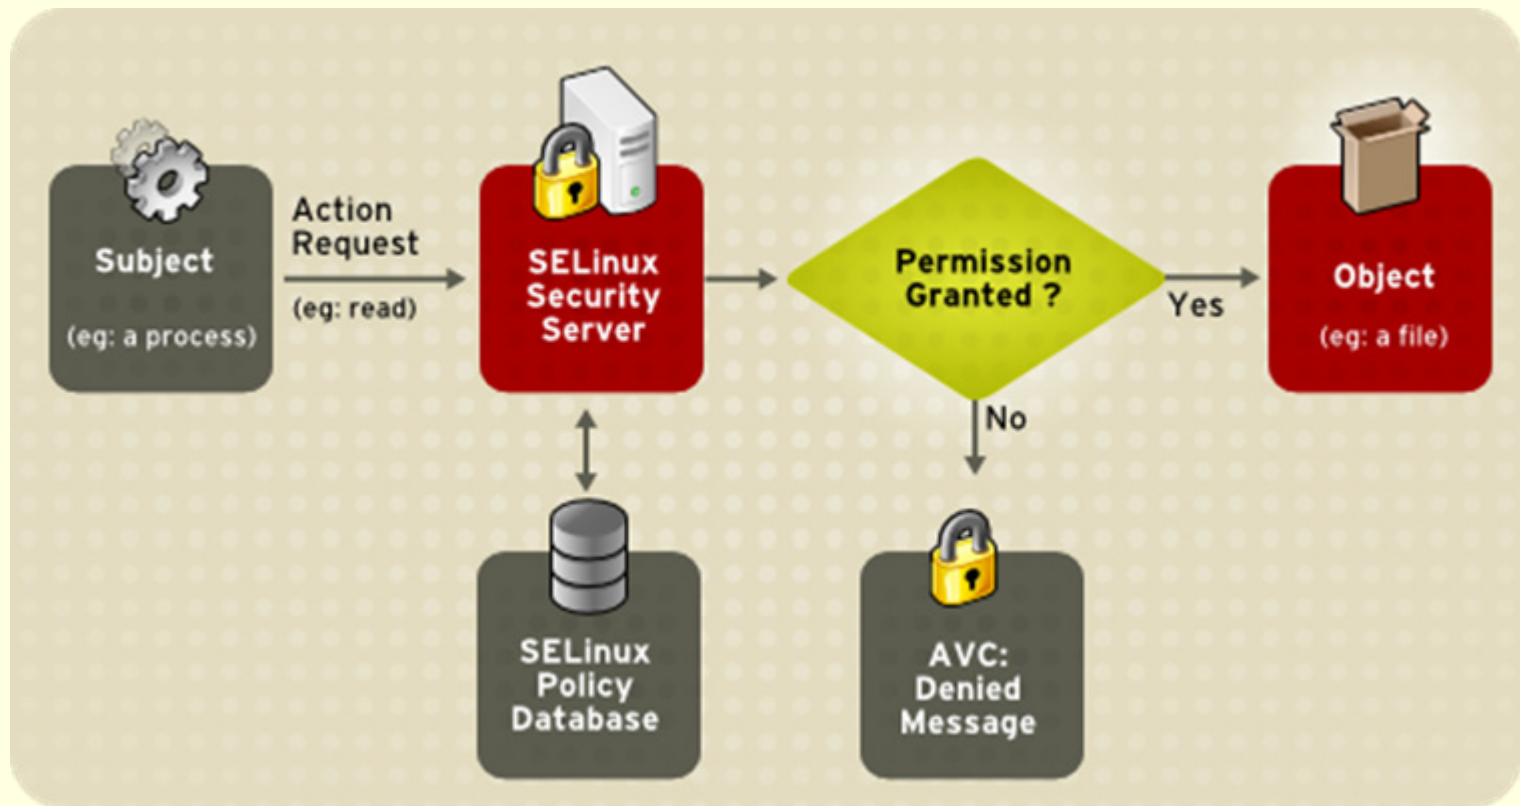 Subject
(eg: a process)
Action
Request
(eg: read)
SELinux
Security
Server
Permission
Granted ?
Yes
Object
(eg: a file)
No
SELinux
Policy
Database
AVC:
Denied
Message